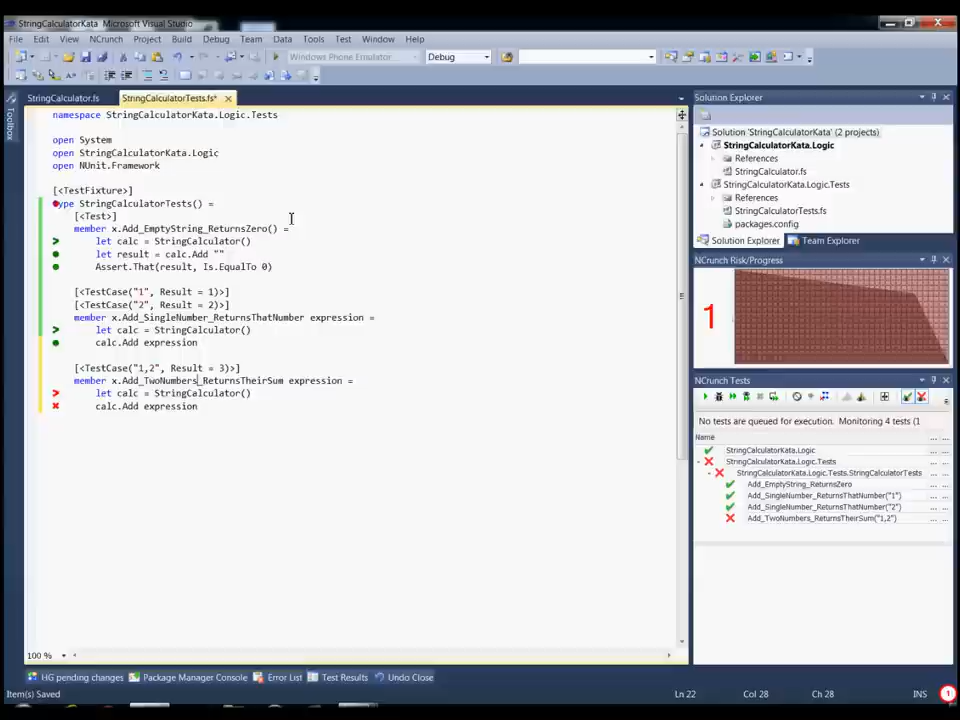 StringCalculatorKata - Microsoft Visual Studio
File Edit View NCrunch Project Build Debug Team Data Tools Test Window Help
Windows Phone Emulator Debug
StringCalculator.fs StringCalculatorTests.fs*
Toolbox
namespace StringCalculatorKata.Logic.Tests
open System
open StringCalculatorKata.Logic
open NUnit.Framework
[<TestFixture>]
type StringCalculatorTests() =
[<Test>]
member x.Add_EmptyString_ReturnsZero() =
let calc = StringCalculator()
let result = calc.Add ""
Assert.That(result, Is.EqualTo 0)
[<TestCase("1", Result = 1)>]
[<TestCase("2", Result = 2)>]
member x.Add_SingleNumber_ReturnsThatNumber expression =
let calc = StringCalculator()
calc.Add expression
[<TestCase("1,2", Result = 3)>]
member x.Add_TwoNumbers_ReturnsTheirSum expression =
let calc = StringCalculator()
calc.Add expression
100 %
Solution Explorer
Solution 'StringCalculatorKata' (2 projects)
StringCalculatorKata.Logic
References
StringCalculator.fs
StringCalculatorKata.Logic.Tests
References
StringCalculatorTests.fs
packages.config
Solution Explorer Team Explorer
NCrunch Risk/Progress
1
NCrunch Tests
No tests are queued for execution. Monitoring 4 tests (1
Name ... ...
StringCalculatorKata.Logic ... ...
StringCalculatorKata.Logic.Tests ... ...
StringCalculatorKata.Logic.Tests.StringCalculatorTests ... ...
Add_EmptyString_ReturnsZero ... ...
Add_SingleNumber_ReturnsThatNumber("1") ... ...
Add_SingleNumber_ReturnsThatNumber("2") ... ...
Add_TwoNumbers_ReturnsTheirSum("1,2") ... ...
HG pending changes Package Manager Console Error List Test Results Undo Close
Item(s) Saved Ln 22 Col 28 Ch 28 INS 1